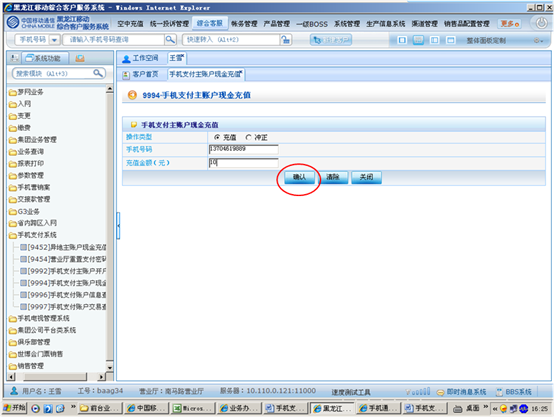 黑龙江移动综合客户服务系统 - Windows Internet Explorer
中国移动通信 CHINA MOBILE
黑龙江移动
综合客户服务系统
空中充值 统一投诉管理 综合客服 帐务管理 产品管理 一级BOSS 系统管理 生产信息系统 渠道管理 销售品配置管理 更多
手机号码 请输入手机号码查询 快速转入 (Alt+2) 整体面板定制
系统功能
搜索模块 (Alt+3)
梦网业务
入网
变更
缴费
集团业务管理
业务查询
报表打印
参数管理
手机营销案
交接款管理
G3业务
省内跨区入网
手机支付系统
[9452]异地主账户现金充值
[9454]营业厅重置支付密码
[9992]手机支付主账户开户
[9994]手机支付主账户现金
[9996]手机支付账户信息查
[9997]手机支付账户交易查
手机电视管理系统
集团公司平台类系统
俱乐部管理
世博会门票销售
销售管理
工作空间 王雪
客户首页 手机支付主账户现金充值
9994-手机支付主账户现金充值
手机支付主账户现金充值
操作类型 充值 冲正
手机号码 13704619889
充值金额(元) 10
确认 清除 关闭
用户名:王雪 工号:baag34 营业厅:南马路营业厅 服务器:10.110.0.121:11000 速度测试工具 即时消息系统 BBS系统
开始 前台业... 中国移... Micros... 业务办... 手机支... 黑龙江... 手机通... 手机支... 桌面 16:25